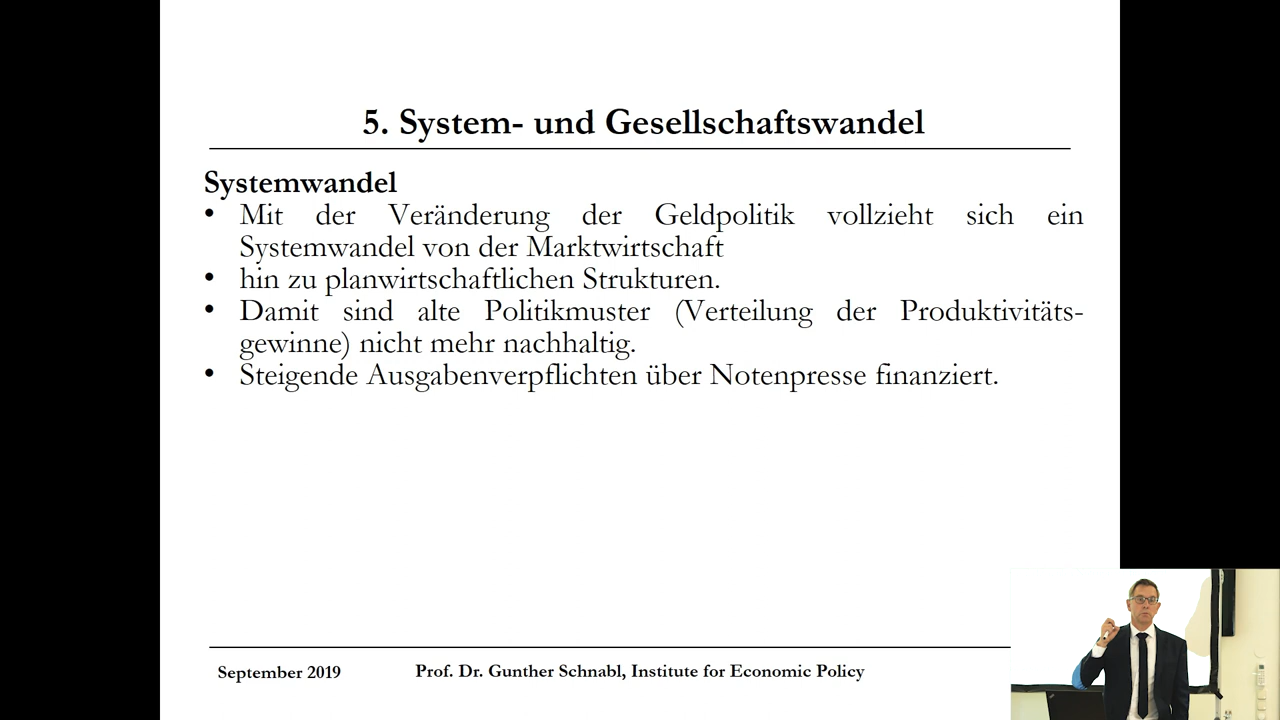 5. System- und Gesellschaftswandel
Systemwandel
• Mit der Veränderung der Geldpolitik vollzieht sich ein
Systemwandel von der Marktwirtschaft
• hin zu planwirtschaftlichen Strukturen.
• Damit sind alte Politikmuster (Verteilung der Produktivitäts-
gewinne) nicht mehr nachhaltig.
• Steigende Ausgabenverpflichten über Notenpresse finanziert.
September 2019
Prof. Dr. Gunther Schnabl, Institute for Economic Policy